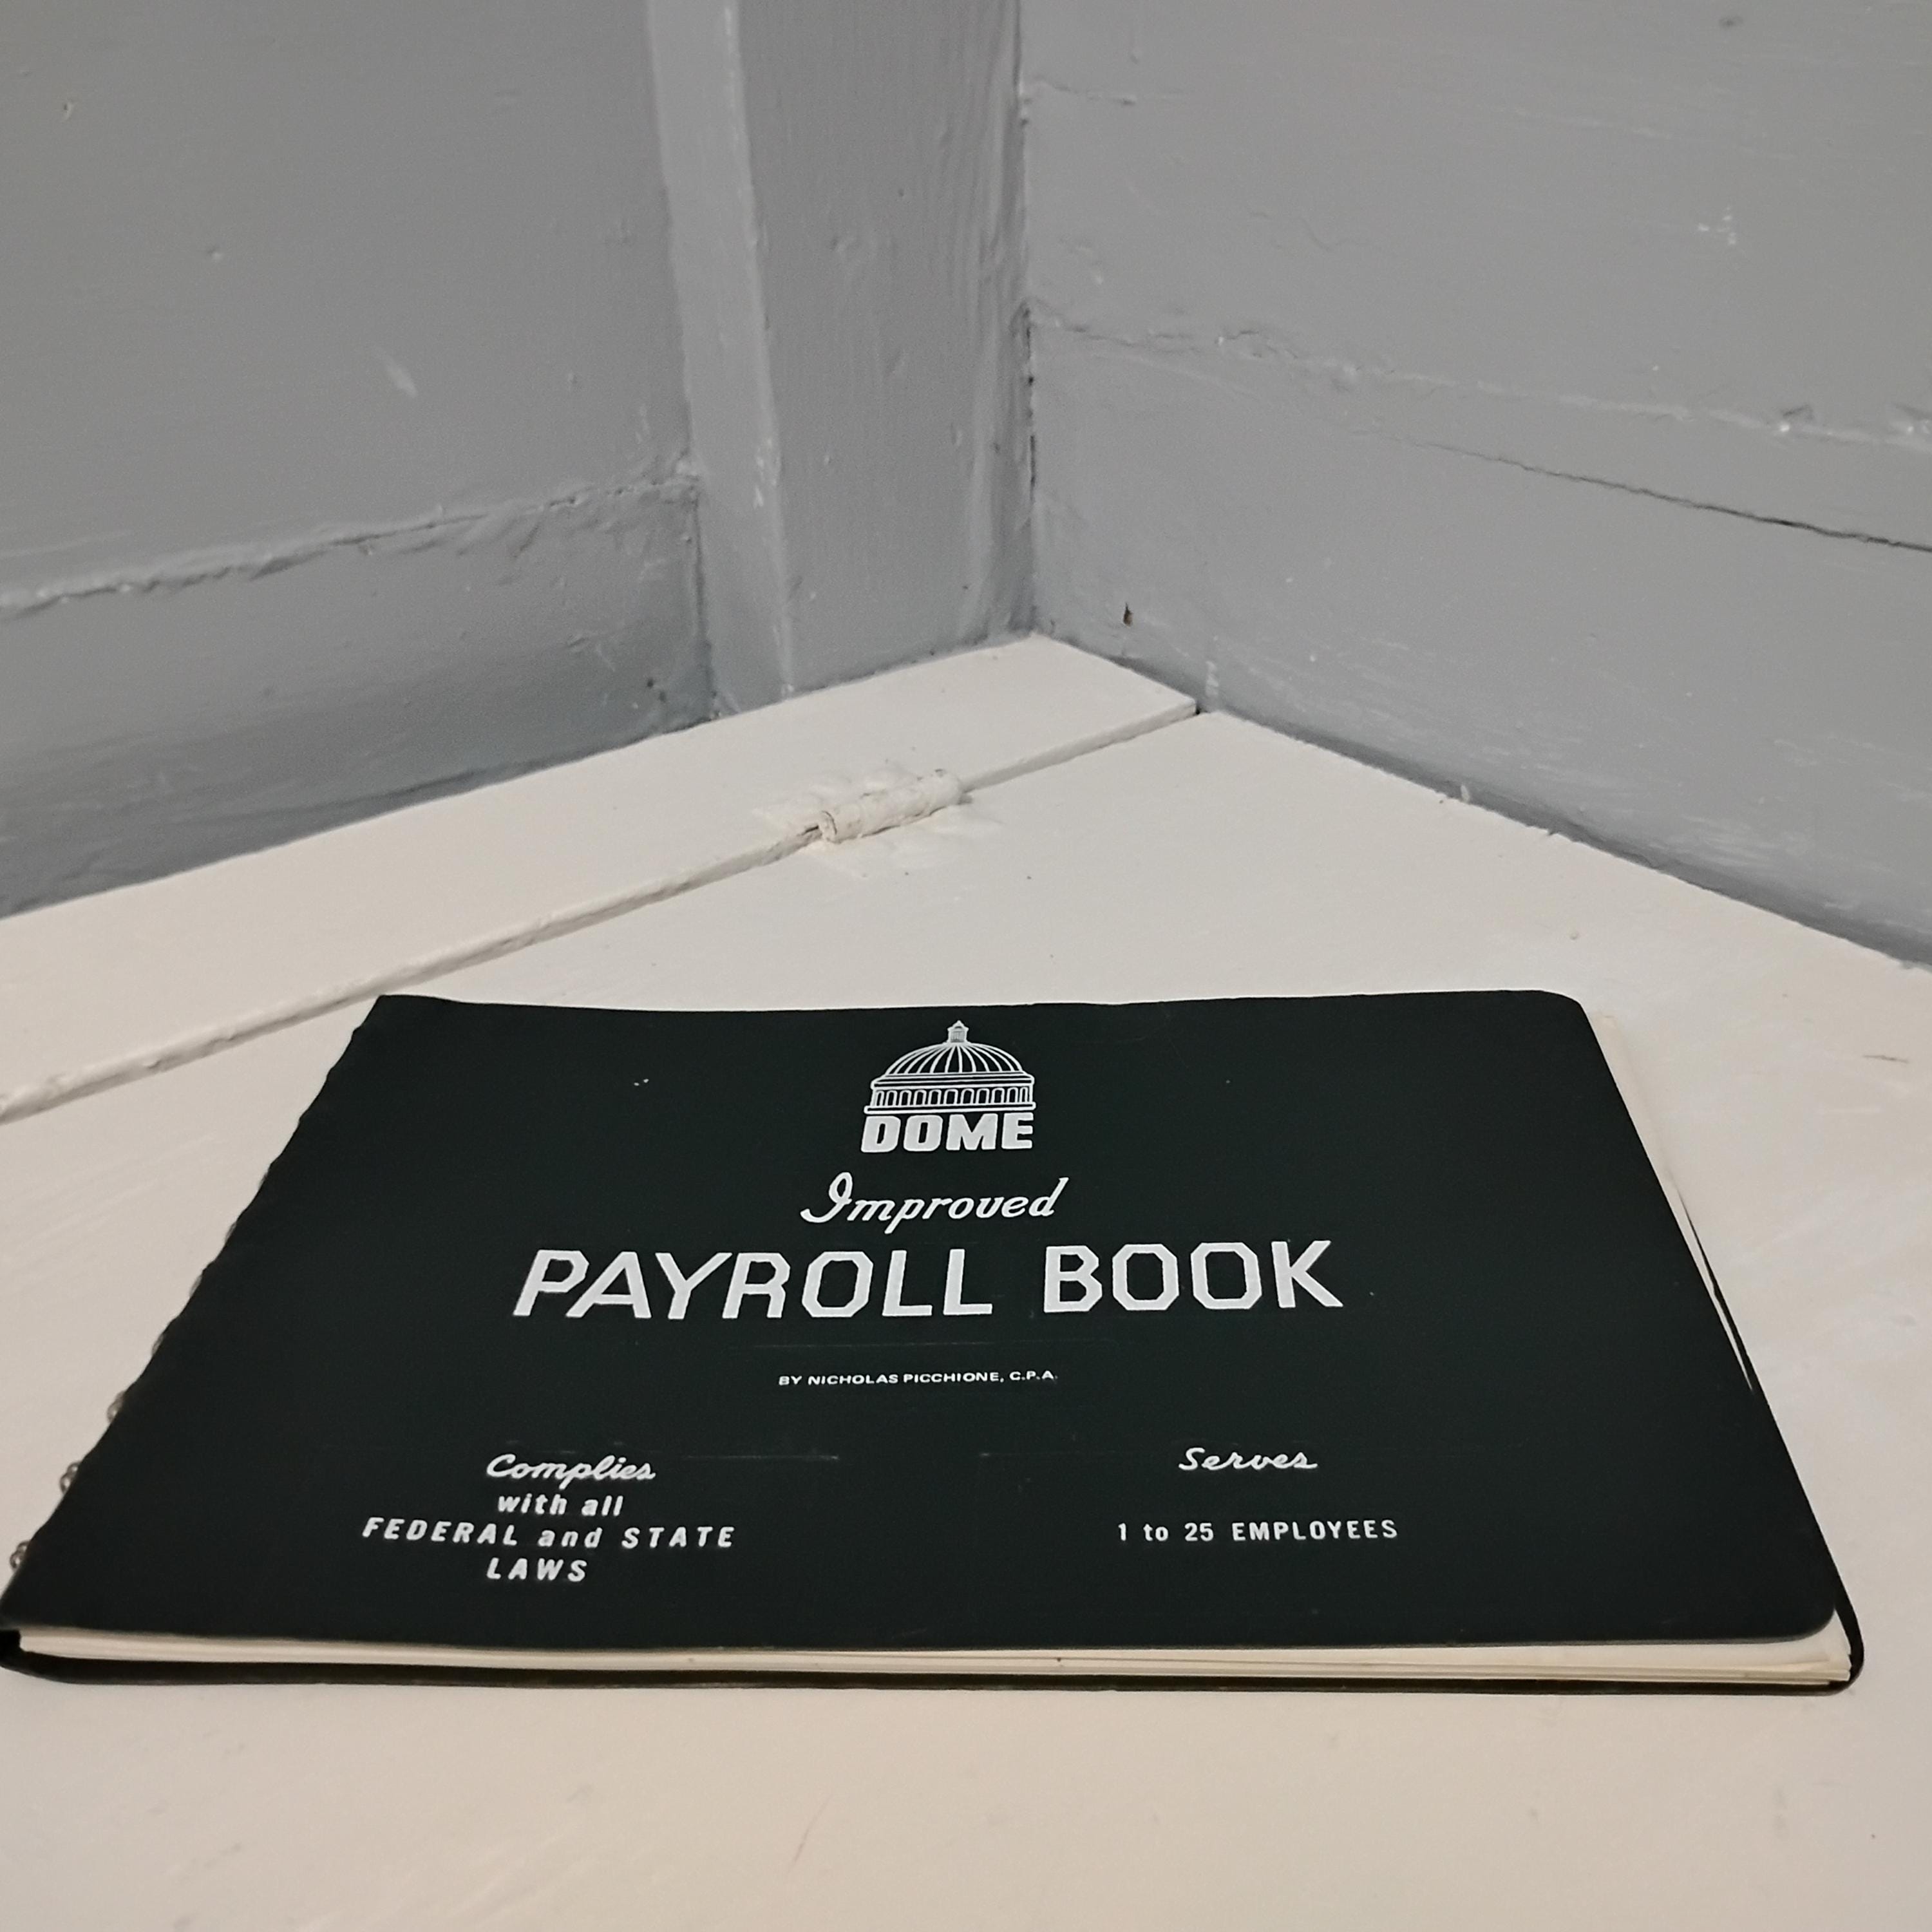 DOME
Improved
PAYROLL BOOK
BY NICHOLAS PICCHIONE, C.P.A.
Complies
with all
FEDERAL and STATE
LAWS
Serves
1 to 25 EMPLOYEES